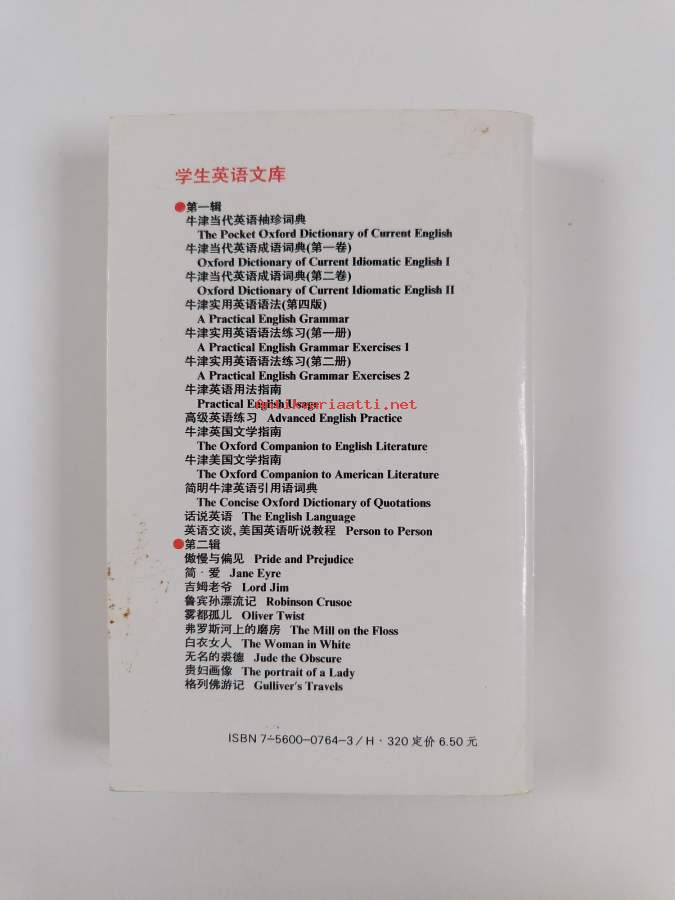 学生英语文库
●第一辑
牛津当代英语袖珍词典
The Pocket Oxford Dictionary of Current English
牛津当代英语成语词典(第一卷)
Oxford Dictionary of Current Idiomatic English I
牛津当代英语成语词典(第二卷)
Oxford Dictionary of Current Idiomatic English II
牛津实用英语语法(第四版)
A Practical English Grammar
牛津实用英语语法练习(第一册)
A Practical English Grammar Exercises 1
牛津实用英语语法练习(第二册)
A Practical English Grammar Exercises 2
牛津英语用法指南
Practical English Usage
Antikvariaatti.net
高级英语练习 Advanced English Practice
牛津英国文学指南
The Oxford Companion to English Literature
牛津美国文学指南
The Oxford Companion to American Literature
简明牛津英语引用语词典
The Concise Oxford Dictionary of Quotations
话说英语 The English Language
英语交谈,美国英语听说教程 Person to Person
●第二辑
傲慢与偏见 Pride and Prejudice
简·爱 Jane Eyre
吉姆老爷 Lord Jim
鲁宾孙漂流记 Robinson Crusoe
雾都孤儿 Oliver Twist
弗罗斯河上的磨房 The Mill on the Floss
白衣女人 The Woman in White
无名的裘德 Jude the Obscure
贵妇画像 The portrait of a Lady
格列佛游记 Gulliver's Travels
ISBN 7-5600-0764-3/H·320 定价 6.50 元